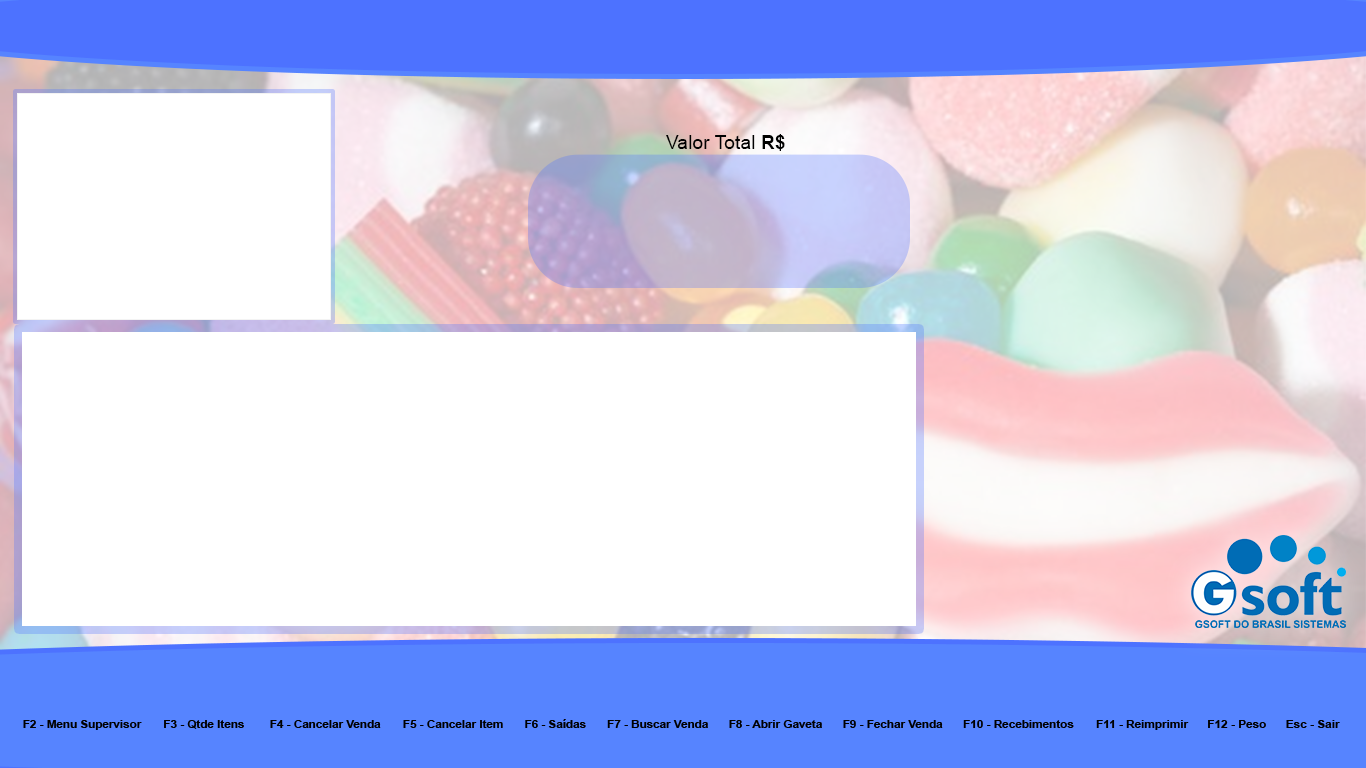 Valor Total R$
Gsoft
GSOFT DO BRASIL SISTEMAS
F2 - Menu Supervisor F3 - Qtde Itens F4 - Cancelar Venda F5 - Cancelar Item F6 - Saídas F7 - Buscar Venda F8 - Abrir Gaveta F9 - Fechar Venda F10 - Recebimentos F11 - Reimprimir F12 - Peso Esc - Sair